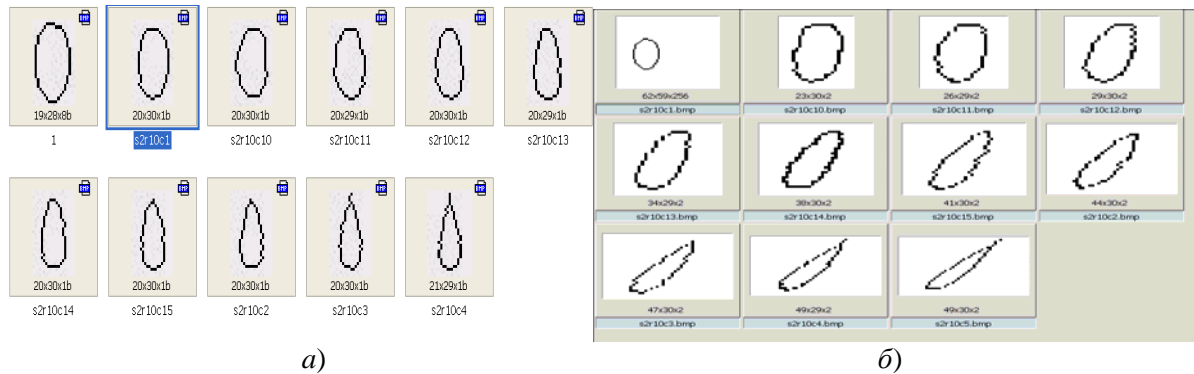 19x28x8b 20x30x1b 20x30x1b 20x29x1b 20x30x1b 20x29x1b
1 s2r10c1 s2r10c10 s2r10c11 s2r10c12 s2r10c13
20x30x1b 20x30x1b 20x30x1b 20x30x1b 21x29x1b
s2r10c14 s2r10c15 s2r10c2 s2r10c3 s2r10c4
а)
62x59x256 23x30x2 26x29x2 29x30x2
s2r10c1.bmp s2r10c10.bmp s2r10c11.bmp s2r10c12.bmp
34x29x2 38x30x2 41x30x2 44x30x2
s2r10c13.bmp s2r10c14.bmp s2r10c15.bmp s2r10c2.bmp
47x30x2 49x29x2 49x30x2
s2r10c3.bmp s2r10c4.bmp s2r10c5.bmp
б)